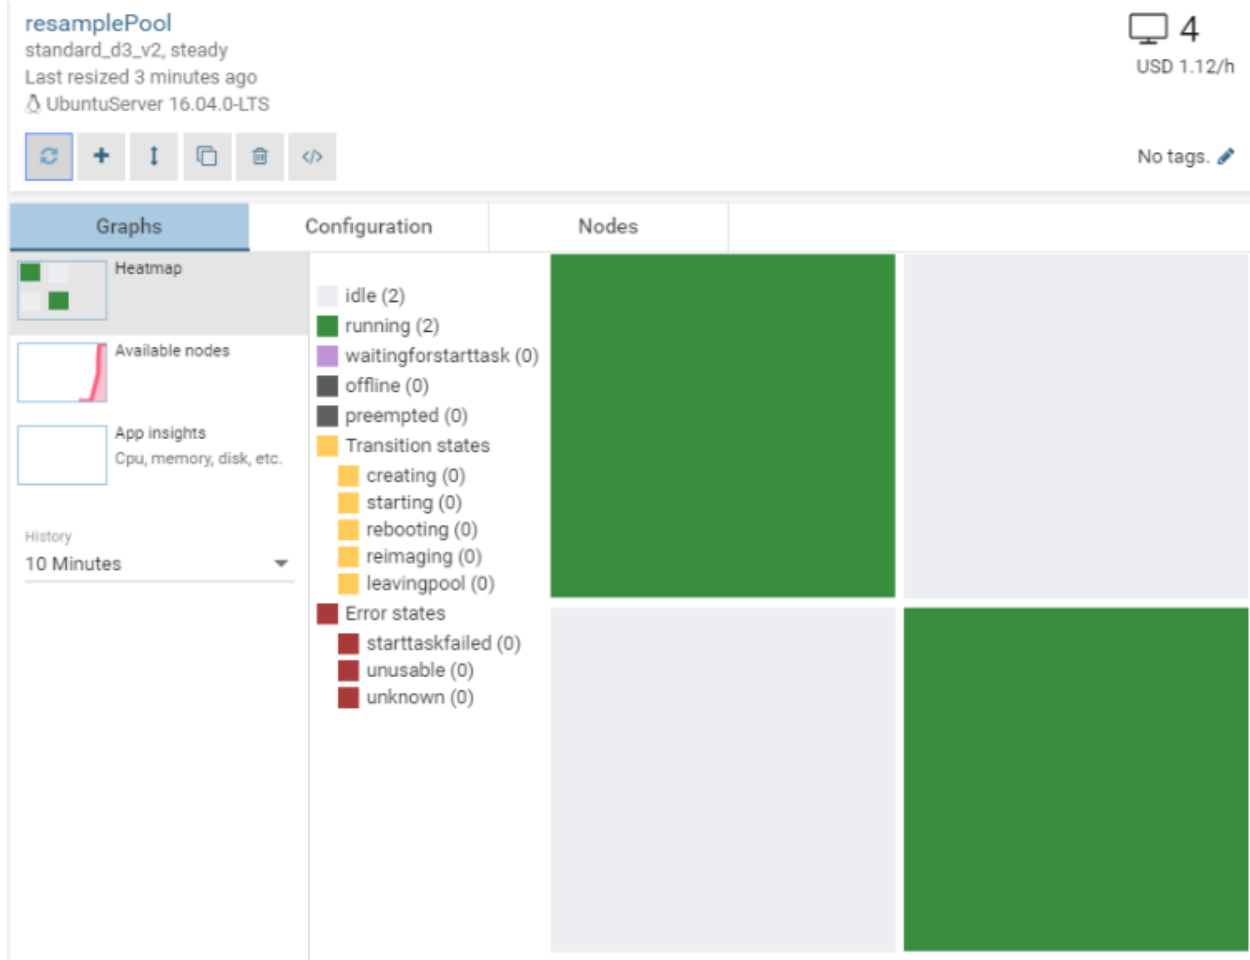 resamplePool
standard_d3_v2, steady
Last resized 3 minutes ago
UbuntuServer 16.04.0-LTS
4
USD 1.12/h
No tags.
Graphs
Configuration
Nodes
Heatmap
Available nodes
App insights
Cpu, memory, disk, etc.
History
10 Minutes
idle (2)
running (2)
waitingforstarttask (0)
offline (0)
preempted (0)
Transition states
creating (0)
starting (0)
rebooting (0)
reimaging (0)
leavingpool (0)
Error states
starttaskfailed (0)
unusable (0)
unknown (0)